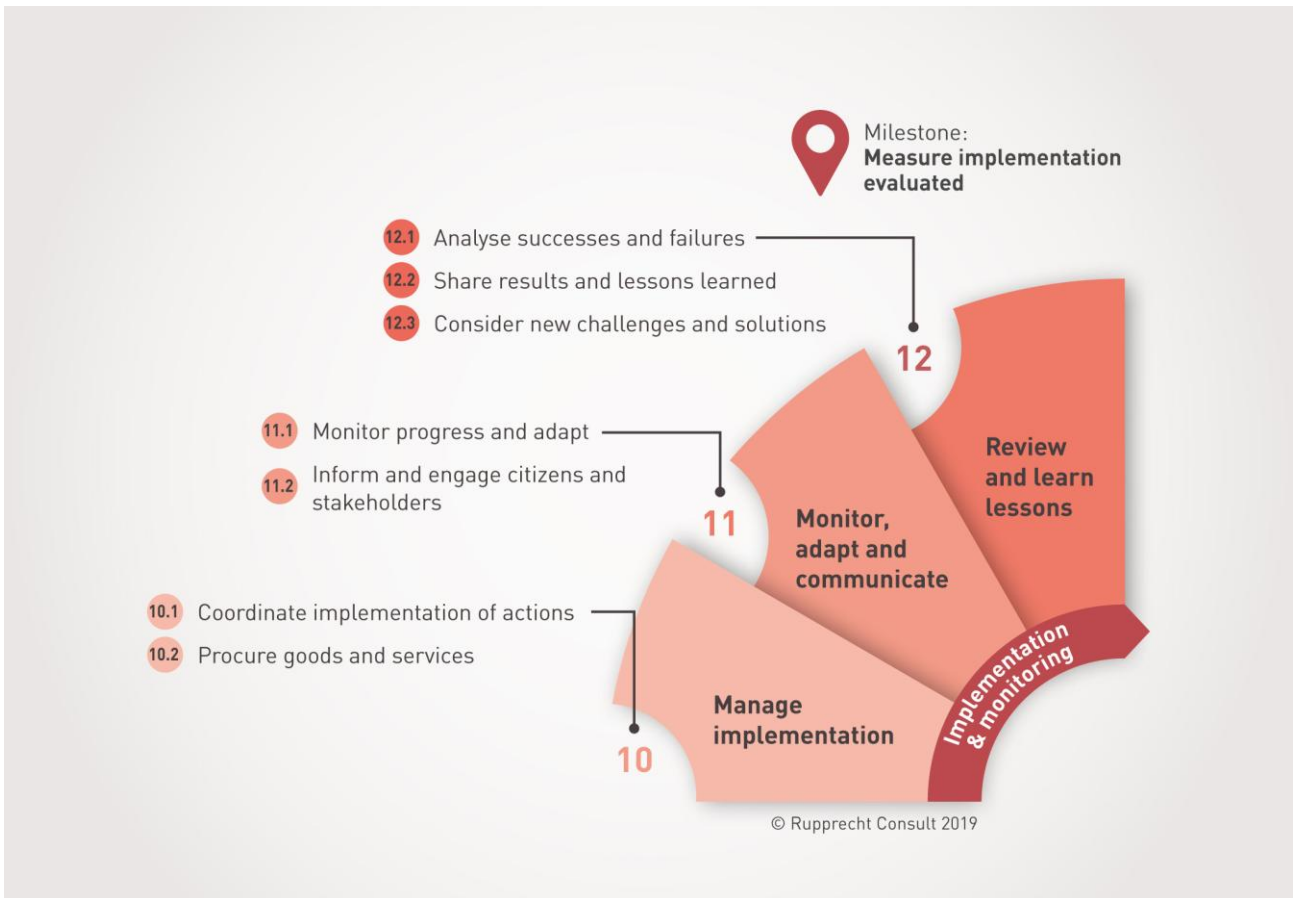 Milestone:
Measure implementation
evaluated
12.1 Analyse successes and failures
12.2 Share results and lessons learned
12.3 Consider new challenges and solutions
12
Review
and learn
lessons
11.1 Monitor progress and adapt
11.2 Inform and engage citizens and
stakeholders
11
Monitor,
adapt and
communicate
10.1 Coordinate implementation of actions
10.2 Procure goods and services
10
Manage
implementation
Implementation
& monitoring
© Rupprecht Consult 2019